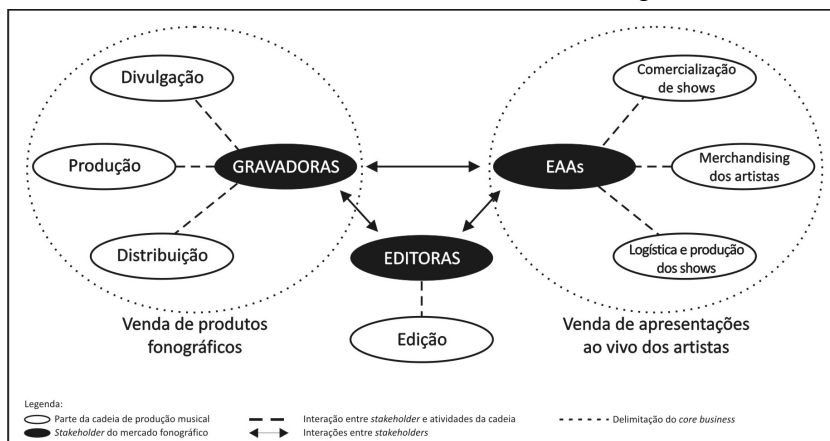 Divulgação
Produção
GRAVADORAS
Distribuição
Venda de produtos
fonográficos
EDITORAS
Edição
Comercialização
de shows
EAAs
Merchandising
dos artistas
Logística e produção
dos shows
Venda de apresentações
ao vivo dos artistas
Legenda:
Parte da cadeia de produção musical
Interação entre stakeholder e atividades da cadeia
Delimitação do core business
Stakeholder do mercado fonográfico
Interações entre stakeholders